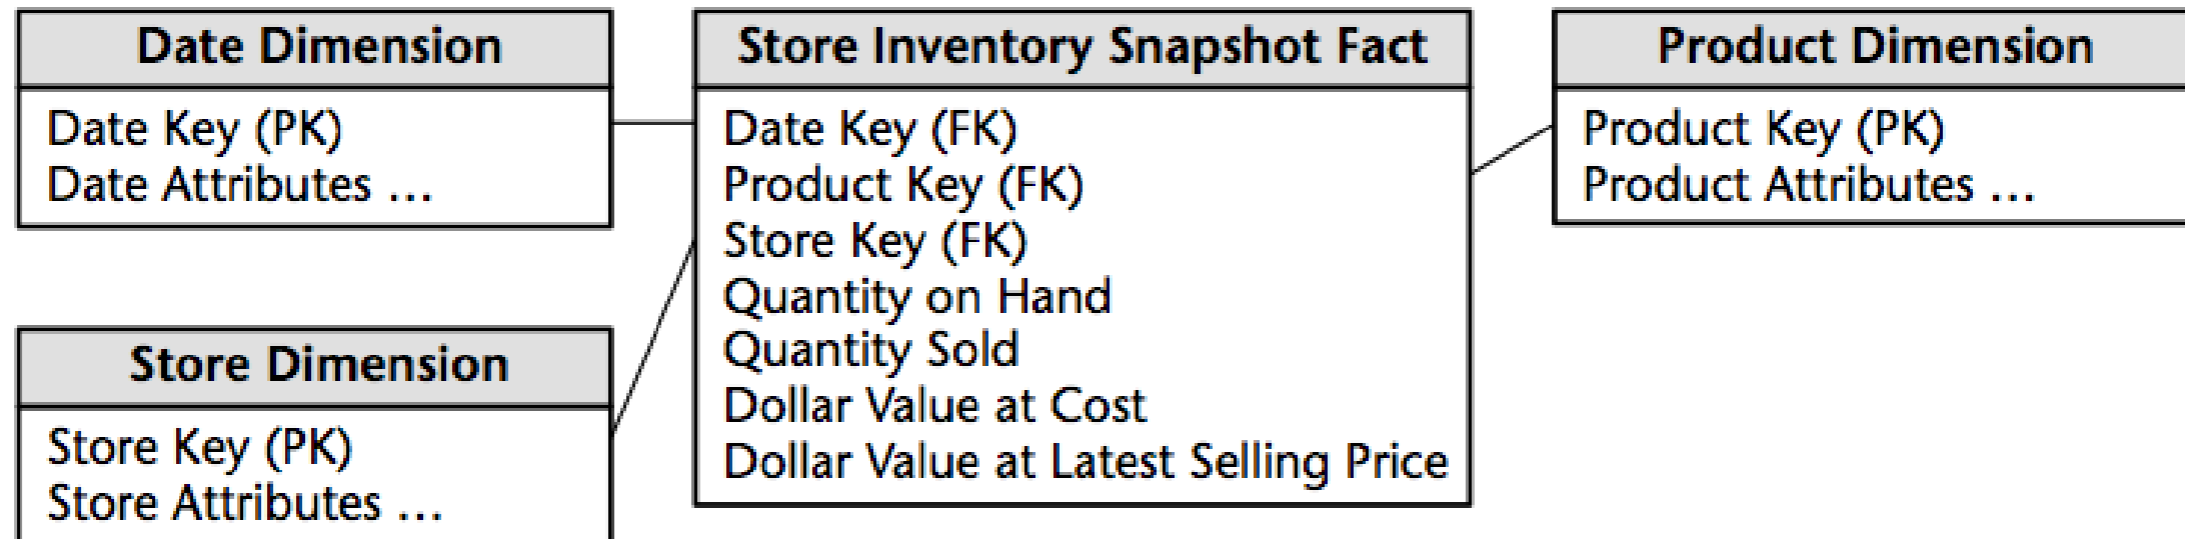 Date Dimension
Date Key (PK)
Date Attributes ...
Store Dimension
Store Key (PK)
Store Attributes ...
Store Inventory Snapshot Fact
Date Key (FK)
Product Key (FK)
Store Key (FK)
Quantity on Hand
Quantity Sold
Dollar Value at Cost
Dollar Value at Latest Selling Price
Product Dimension
Product Key (PK)
Product Attributes ...